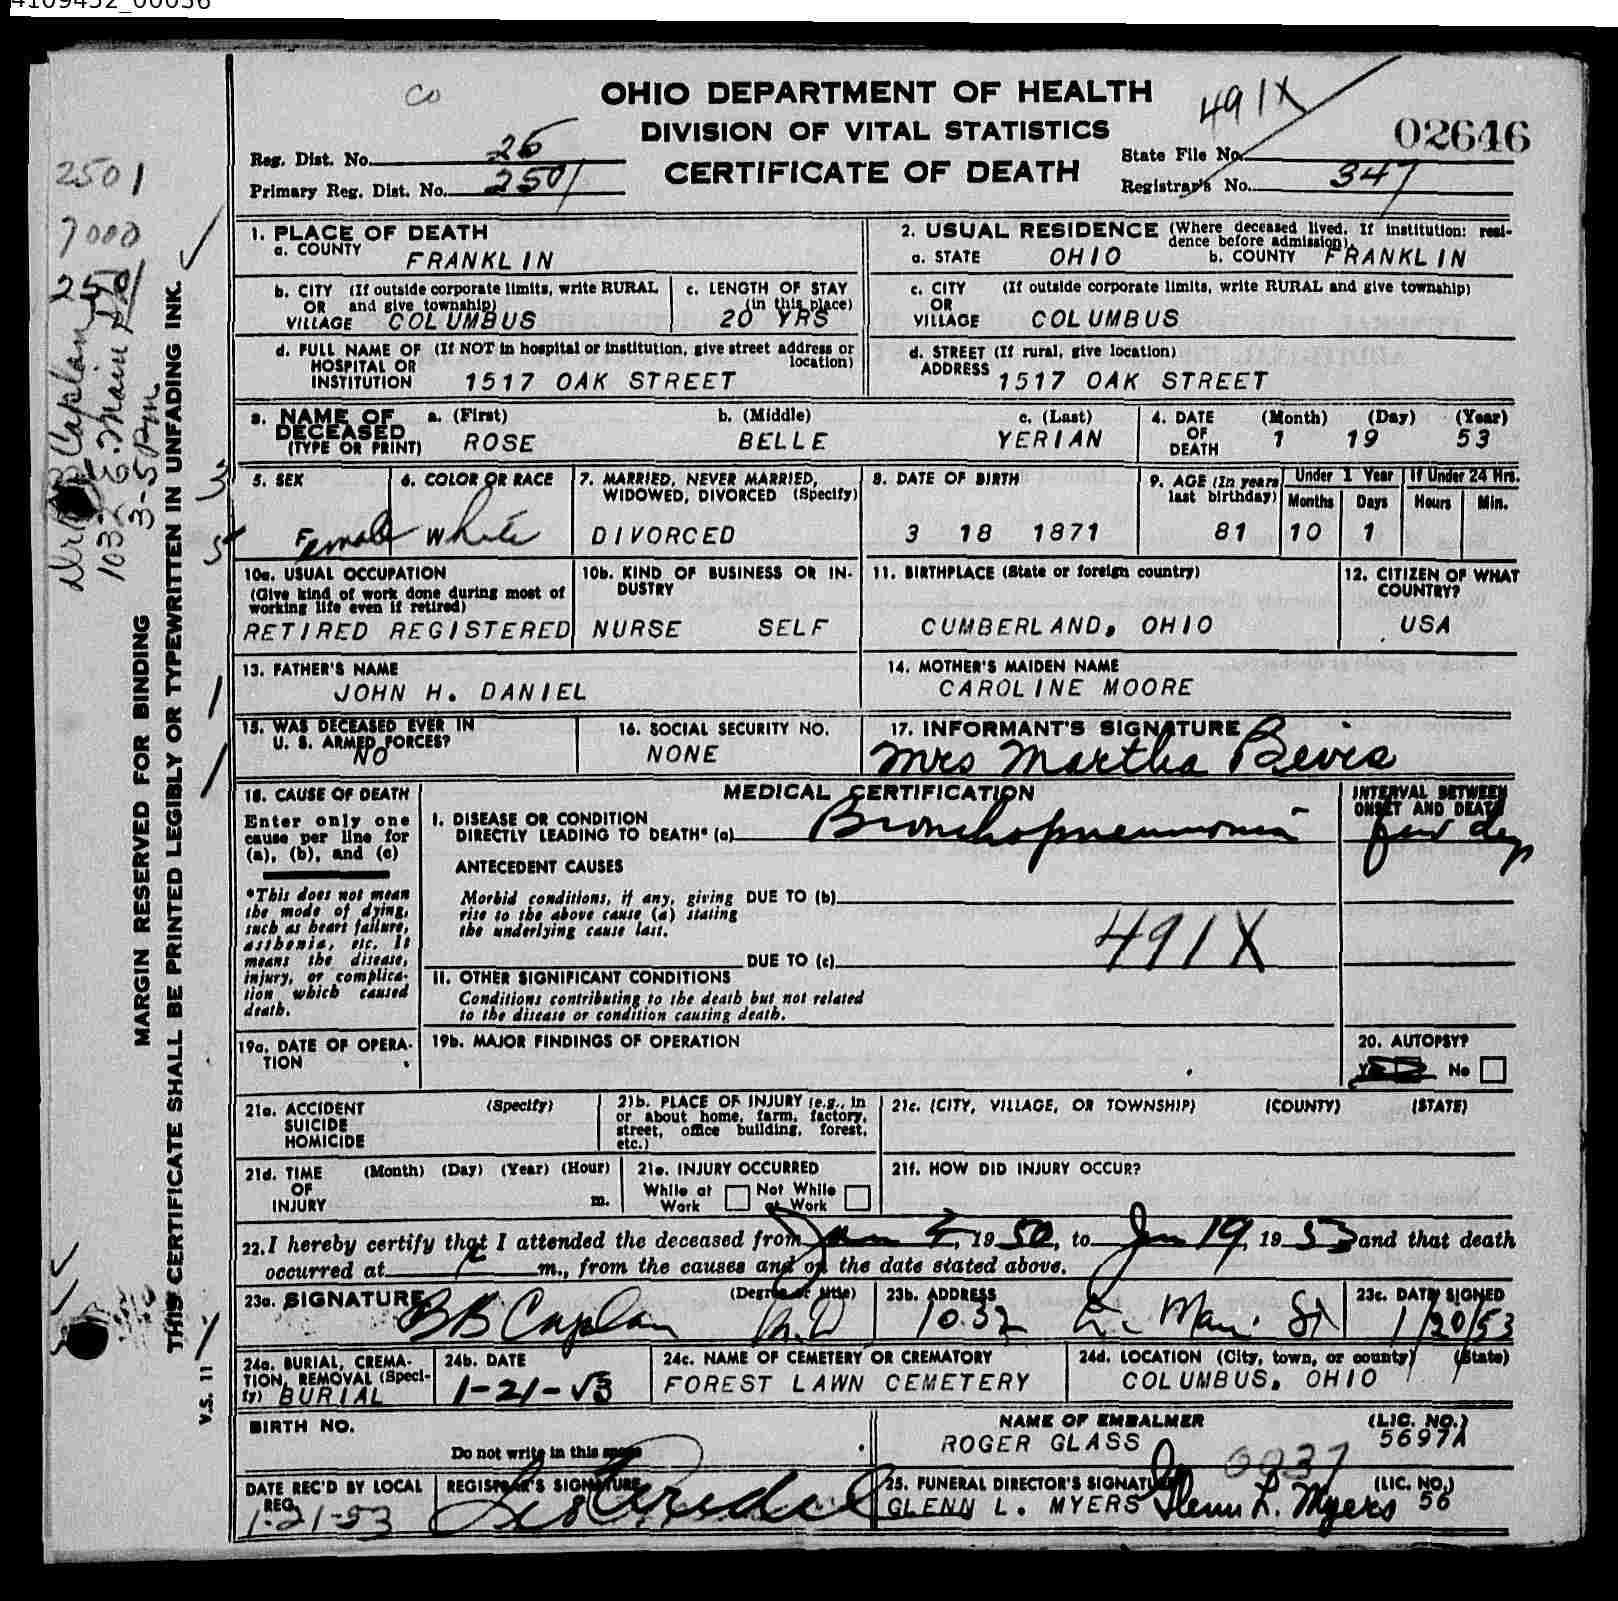 4109432_00036
CO
OHIO DEPARTMENT OF HEALTH
DIVISION OF VITAL STATISTICS
CERTIFICATE OF DEATH
491X
02646
Reg. Dist. No. 25
Primary Reg. Dist. No. 2501
State File No.
Registrar's No. 347
2501
7000
2501
Dr. B B Caplan
1032 E. Main
3-5 Pm
MARGIN RESERVED FOR BINDING
THIS CERTIFICATE SHALL BE PRINTED LEGIBLY OR TYPEWRITTEN IN UNFADING INK.
V.S. 11
1. PLACE OF DEATH
a. COUNTY FRANKLIN
2. USUAL RESIDENCE (Where deceased lived. If institution: resi-
dence before admission).
a. STATE OHIO b. COUNTY FRANKLIN
b. CITY (If outside corporate limits, write RURAL
OR and give township)
VILLAGE COLUMBUS
c. LENGTH OF STAY
(in this place)
20 YRS
c. CITY (If outside corporate limits, write RURAL and give township)
OR
VILLAGE COLUMBUS
d. FULL NAME OF (If NOT in hospital or institution, give street address or
HOSPITAL OR location)
INSTITUTION 1517 OAK STREET
d. STREET (If rural, give location)
ADDRESS 1517 OAK STREET
3. NAME OF DECEASED
(TYPE OR PRINT)
a. (First) ROSE
b. (Middle) BELLE
c. (Last) YERIAN
4. DATE OF DEATH
(Month) (Day) (Year)
1 19 53
5. SEX
Female
6. COLOR OR RACE
White
7. MARRIED, NEVER MARRIED,
WIDOWED, DIVORCED (Specify)
DIVORCED
8. DATE OF BIRTH
3 18 1871
9. AGE (In years
last birthday)
81
Under 1 Year
Months Days
10 1
If Under 24 Hrs.
Hours Min.
10a. USUAL OCCUPATION
(Give kind of work done during most of
working life even if retired)
RETIRED REGISTERED
10b. KIND OF BUSINESS OR IN-
DUSTRY
NURSE SELF
11. BIRTHPLACE (State or foreign country)
CUMBERLAND, OHIO
12. CITIZEN OF WHAT
COUNTRY?
USA
13. FATHER'S NAME
JOHN H. DANIEL
14. MOTHER'S MAIDEN NAME
CAROLINE MOORE
15. WAS DECEASED EVER IN
U. S. ARMED FORCES?
NO
16. SOCIAL SECURITY NO.
NONE
17. INFORMANT'S SIGNATURE
Mrs Martha Bevis
18. CAUSE OF DEATH
Enter only one
cause per line for
(a), (b), and (c)
*This does not mean
the mode of dying,
such as heart failure,
asthenia, etc. It
means the disease,
injury, or complica-
tion which caused
death.
MEDICAL CERTIFICATION
I. DISEASE OR CONDITION
DIRECTLY LEADING TO DEATH* (a) Bronchopneumonia
INTERVAL BETWEEN
ONSET AND DEATH
few days
ANTECEDENT CAUSES
Morbid conditions, if any, giving DUE TO (b)
rise to the above cause (a) stating
the underlying cause last.
DUE TO (c) 491X
II. OTHER SIGNIFICANT CONDITIONS
Conditions contributing to the death but not related
to the disease or condition causing death.
19a. DATE OF OPERA-
TION
19b. MAJOR FINDINGS OF OPERATION
20. AUTOPSY?
No
21a. ACCIDENT (Specify)
SUICIDE
HOMICIDE
21b. PLACE OF INJURY (e.g., in
or about home, farm, factory,
street, office building, forest,
etc.)
21c. (CITY, VILLAGE, OR TOWNSHIP) (COUNTY) (STATE)
21d. TIME (Month) (Day) (Year) (Hour)
OF
INJURY m.
21e. INJURY OCCURRED
While at Not While
Work at Work
21f. HOW DID INJURY OCCUR?
22. I hereby certify that I attended the deceased from 1950, to Jan 19, 1953 and that death
occurred at m., from the causes and on the date stated above.
23a. SIGNATURE (Degree or title)
B B Caplan M.D
23b. ADDRESS
1032 E. Main St
23c. DATE SIGNED
1/20/53
24a. BURIAL, CREMA-
TION, REMOVAL (Speci-
fy) BURIAL
24b. DATE
1-21-53
24c. NAME OF CEMETERY OR CREMATORY
FOREST LAWN CEMETERY
24d. LOCATION (City, town, or county) (State)
COLUMBUS, OHIO
BIRTH NO.
Do not write in this space
NAME OF EMBALMER (LIC. NO.)
ROGER GLASS 5697A
DATE REC'D BY LOCAL
REG.
1-21-53
REGISTRAR'S SIGNATURE
25. FUNERAL DIRECTOR'S SIGNATURE (LIC. NO.)
GLENN L. MYERS Glenn L. Myers 56